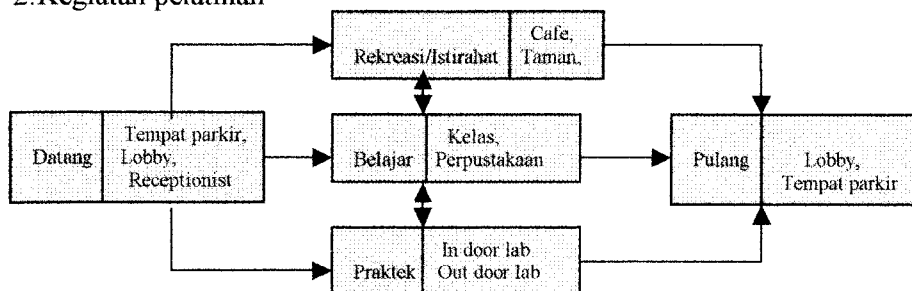 2.Kegiatan pelatihan
Rekreasi/Istirahat
Cafe,
Taman,
Datang
Tempat parkir,
Lobby,
Receptionist
Belajar
Kelas,
Perpustakaan
Pulang
Lobby,
Tempat parkir
Praktek
In door lab
Out door lab